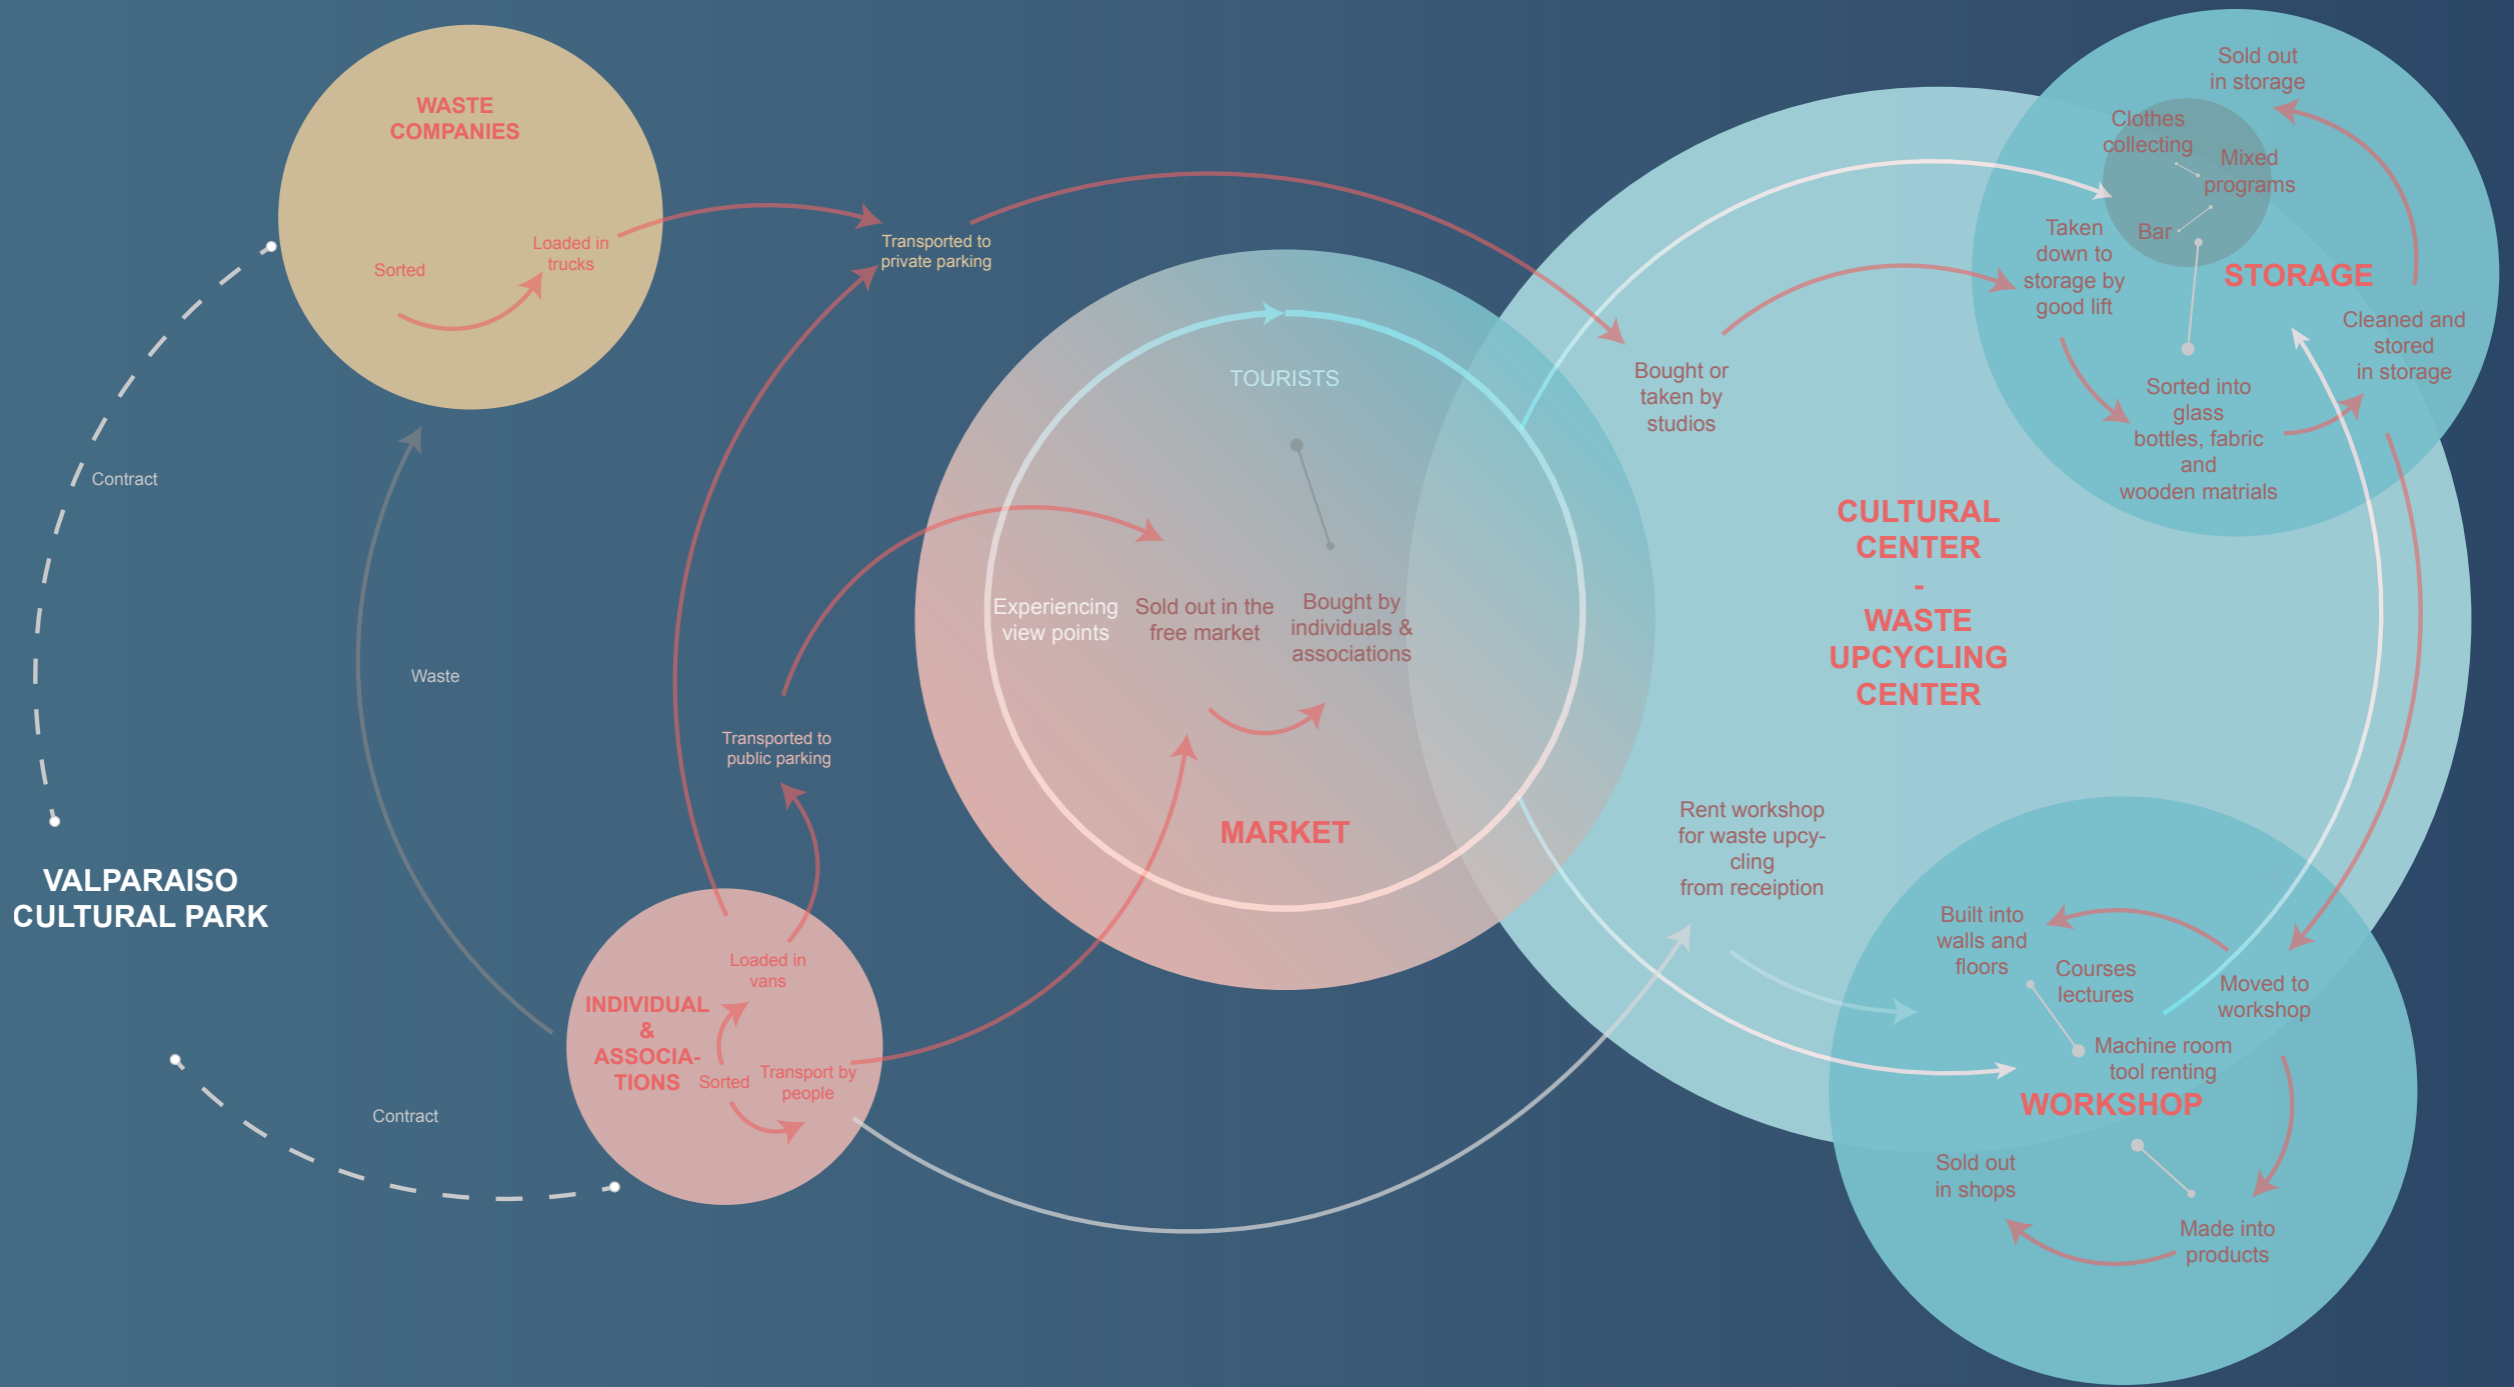 WASTE
COMPANIES
Sorted
Loaded in
trucks
Contract
Waste
VALPARAISO
CULTURAL PARK
Contract
Transported to
private parking
Transported to
public parking
Loaded in
vans
INDIVIDUAL
&
ASSOCIA-
TIONS
Sorted
Transport by
people
TOURISTS
Experiencing
view points
Sold out in the
free market
Bought by
individuals &
associations
MARKET
Bought or
taken by
studios
CULTURAL
CENTER
-
WASTE
UPCYCLING
CENTER
Rent workshop
for waste upcy-
cling
from receiption
Sold out
in storage
Clothes
collecting
Mixed
programs
Bar
Taken
down to
storage by
good lift
STORAGE
Cleaned and
stored
in storage
Sorted into
glass
bottles, fabric
and
wooden matrials
Built into
walls and
floors
Courses
lectures
Moved to
workshop
Machine room
tool renting
WORKSHOP
Sold out
in shops
Made into
products